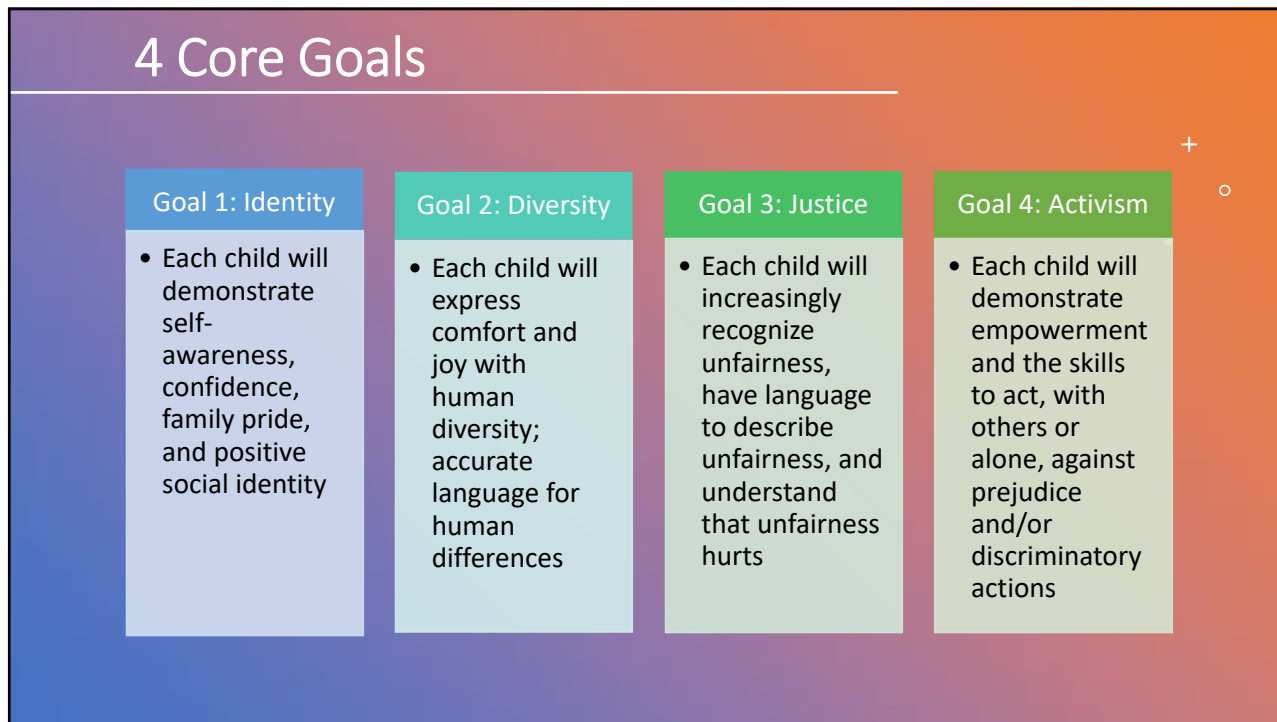 4 Core Goals
Goal 1: Identity
• Each child will
demonstrate
self-
awareness,
confidence,
family pride,
and positive
social identity
Goal 2: Diversity
• Each child will
express
comfort and
joy with
human
diversity;
accurate
language for
human
differences
Goal 3: Justice
• Each child will
increasingly
recognize
unfairness,
have language
to describe
unfairness, and
understand
that unfairness
hurts
Goal 4: Activism
• Each child will
demonstrate
empowerment
and the skills
to act, with
others or
alone, against
prejudice
and/or
discriminatory
actions